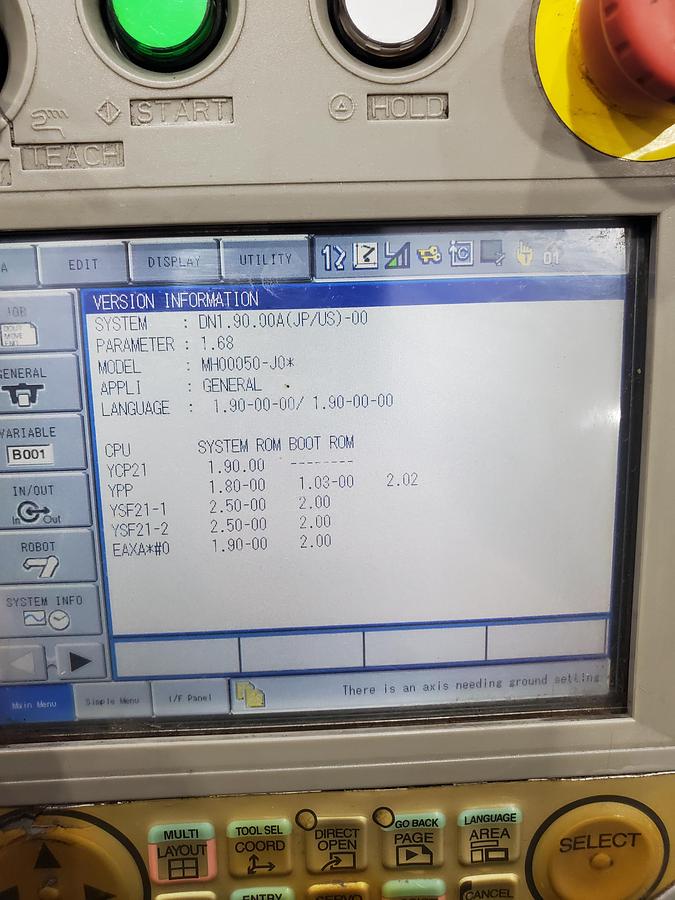 START
HOLD
TEACH
EDIT
DISPLAY
UTILITY
01
VERSION INFORMATION
SYSTEM : DN1.90.00A(JP/US)-00
PARAMETER : 1.68
MODEL : MH00050-J0*
APPLI : GENERAL
LANGUAGE : 1.90-00-00/ 1.90-00-00
CPU SYSTEM ROM BOOT ROM
YCP21 1.90.00 --------
YPP 1.80-00 1.03-00 2.02
YSF21-1 2.50-00 2.00
YSF21-2 2.50-00 2.00
EAXA*#0 1.90-00 2.00
JOB
GENERAL
VARIABLE
B001
IN/OUT
In Out
ROBOT
SYSTEM INFO
Main Menu
Simple Menu
I/F Panel
There is an axis needing ground setting
MULTI
LAYOUT
TOOL SEL
COORD
DIRECT
OPEN
GO BACK
PAGE
LANGUAGE
AREA
SELECT
ENTRY
SERVO
CANCEL